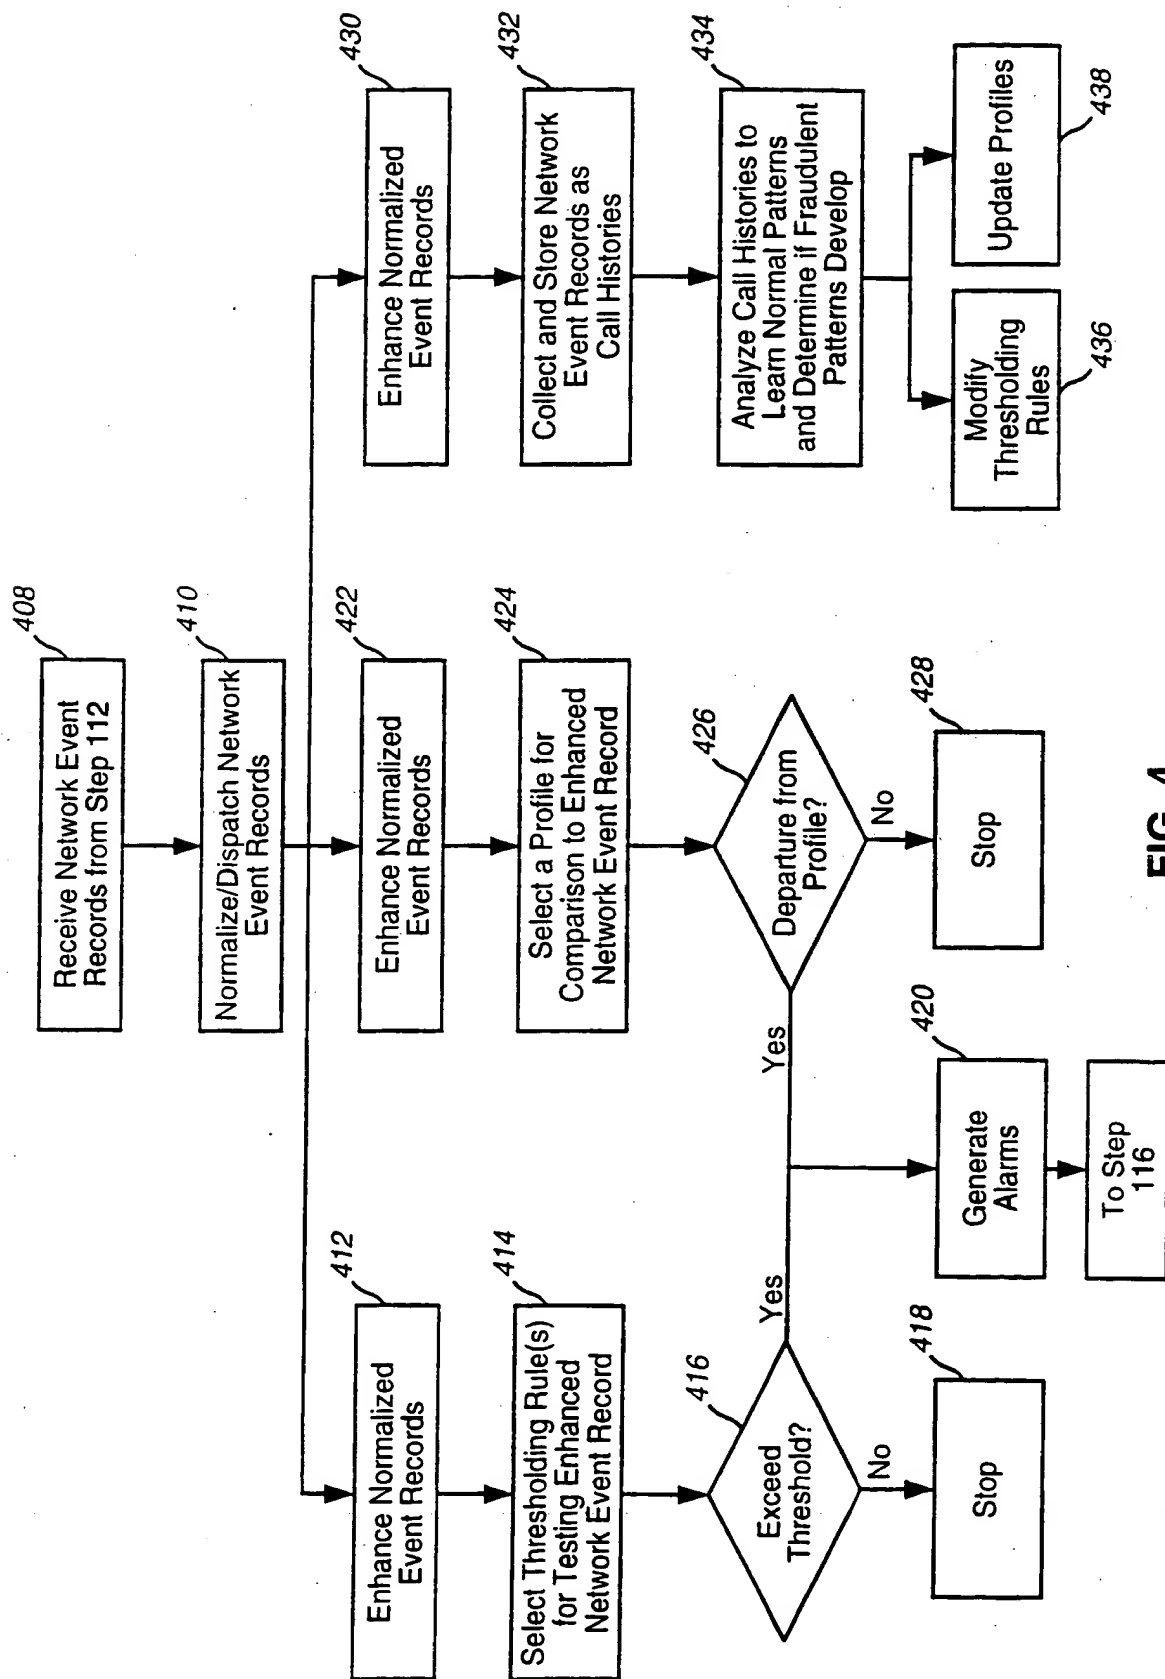 408
Receive Network Event
Records from Step 112
410
Normalize/Dispatch Network
Event Records
412
Enhance Normalized
Event Records
414
Select Thresholding Rule(s)
for Testing Enhanced
Network Event Record
416
Exceed
Threshold?
Yes
No
418
Stop
420
Generate
Alarms
To Step
116
422
Enhance Normalized
Event Records
424
Select a Profile for
Comparison to Enhanced
Network Event Record
426
Departure from
Profile?
Yes
No
428
Stop
430
Enhance Normalized
Event Records
432
Collect and Store Network
Event Records as
Call Histories
434
Analyze Call Histories to
Learn Normal Patterns
and Determine if Fraudulent
Patterns Develop
Modify
Thresholding
Rules
436
Update Profiles
438
FIG. 4